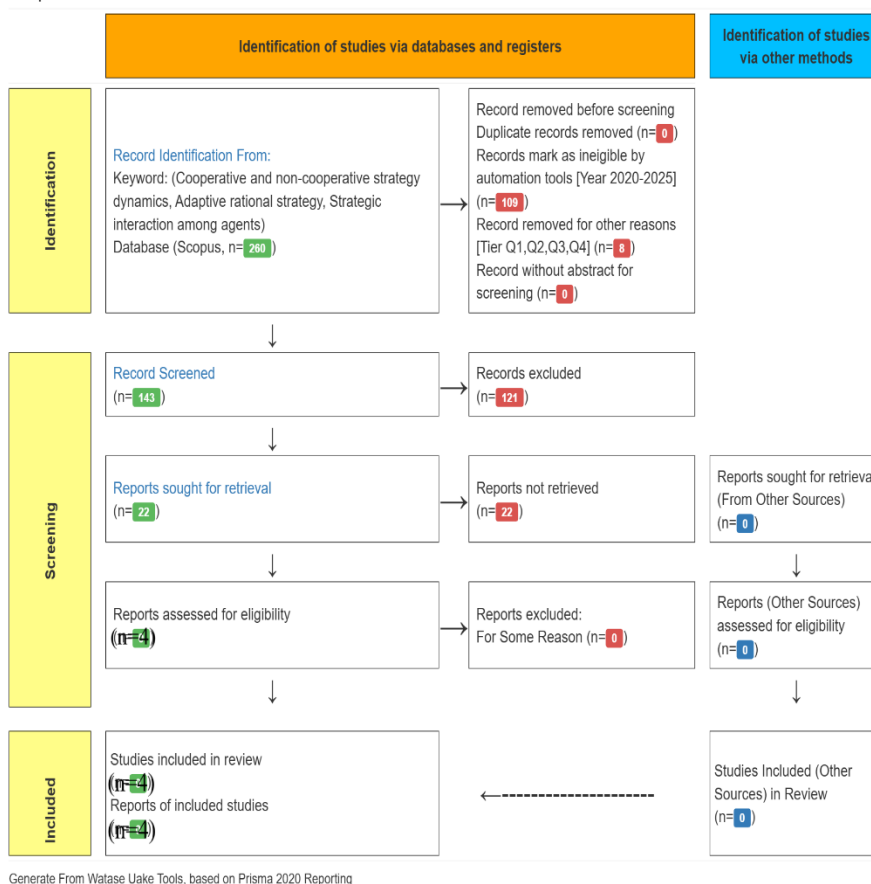 Identification of studies via databases and registers
Identification of studies
via other methods
Identification
Record Identification From:
Keyword: (Cooperative and non-cooperative strategy
dynamics, Adaptive rational strategy, Strategic
interaction among agents)
Database (Scopus, n= 260 )
Record removed before screening
Duplicate records removed (n= 0 )
Records mark as ineigible by
automation tools [Year 2020-2025]
(n= 109 )
Record removed for other reasons
[Tier Q1,Q2,Q3,Q4] (n= 8 )
Record without abstract for
screening (n= 0 )
Screening
Record Screened
(n= 143 )
Records excluded
(n= 121 )
Reports sought for retrieval
(n= 22 )
Reports not retrieved
(n= 22 )
Reports sought for retrieva
(From Other Sources)
(n= 0 )
Reports assessed for eligibility
(n=4)
Reports excluded:
For Some Reason (n= 0 )
Reports (Other Sources)
assessed for eligibility
(n= 0 )
Included
Studies included in review
(n=4)
Reports of included studies
(n=4)
Studies Included (Other
Sources) in Review
(n= 0 )
Generate From Watase Uake Tools, based on Prisma 2020 Reporting